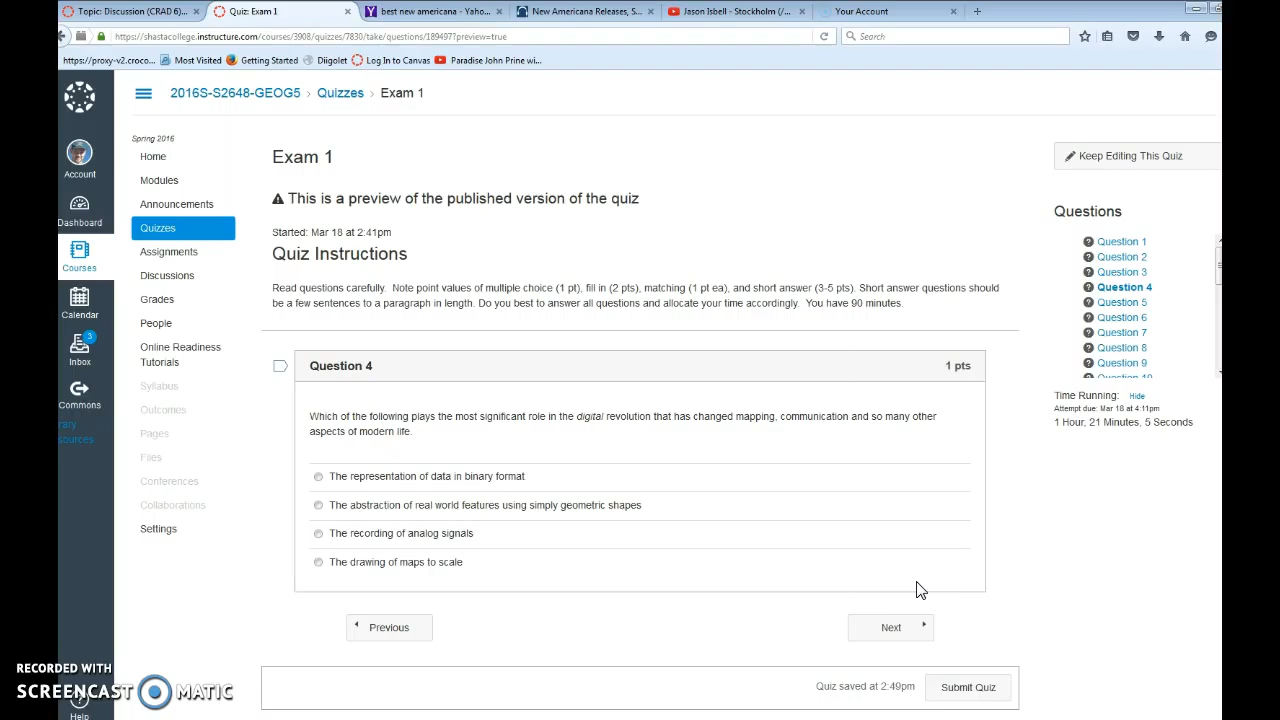 Topic: Discussion (CRAD 6)...
Quiz: Exam 1
best new americana - Yaho...
New Americana Releases, S...
Jason Isbell - Stockholm (/...
Your Account
https://shastacollege.instructure.com/courses/3908/quizzes/7830/take/questions/189497?preview=true
Search
https://proxy-v2.croco...
Most Visited
Getting Started
Diigolet
Log In to Canvas
Paradise John Prine wi...
2016S-S2648-GEOG5 › Quizzes › Exam 1
Account
Dashboard
Courses
Calendar
3
Inbox
Commons
rary
sources
Help
Spring 2016
Home
Modules
Announcements
Quizzes
Assignments
Discussions
Grades
People
Online Readiness
Tutorials
Syllabus
Outcomes
Pages
Files
Conferences
Collaborations
Settings
Exam 1
This is a preview of the published version of the quiz
Started: Mar 18 at 2:41pm
Quiz Instructions
Read questions carefully. Note point values of multiple choice (1 pt), fill in (2 pts), matching (1 pt ea), and short answer (3-5 pts). Short answer questions should
be a few sentences to a paragraph in length. Do you best to answer all questions and allocate your time accordingly. You have 90 minutes.
Question 4
1 pts
Which of the following plays the most significant role in the digital revolution that has changed mapping, communication and so many other
aspects of modern life.
The representation of data in binary format
The abstraction of real world features using simply geometric shapes
The recording of analog signals
The drawing of maps to scale
Previous
Next
Quiz saved at 2:49pm
Submit Quiz
Keep Editing This Quiz
Questions
Question 1
Question 2
Question 3
Question 4
Question 5
Question 6
Question 7
Question 8
Question 9
Question 10
Time Running: Hide
Attempt due: Mar 18 at 4:11pm
1 Hour, 21 Minutes, 5 Seconds
RECORDED WITH
SCREENCAST MATIC